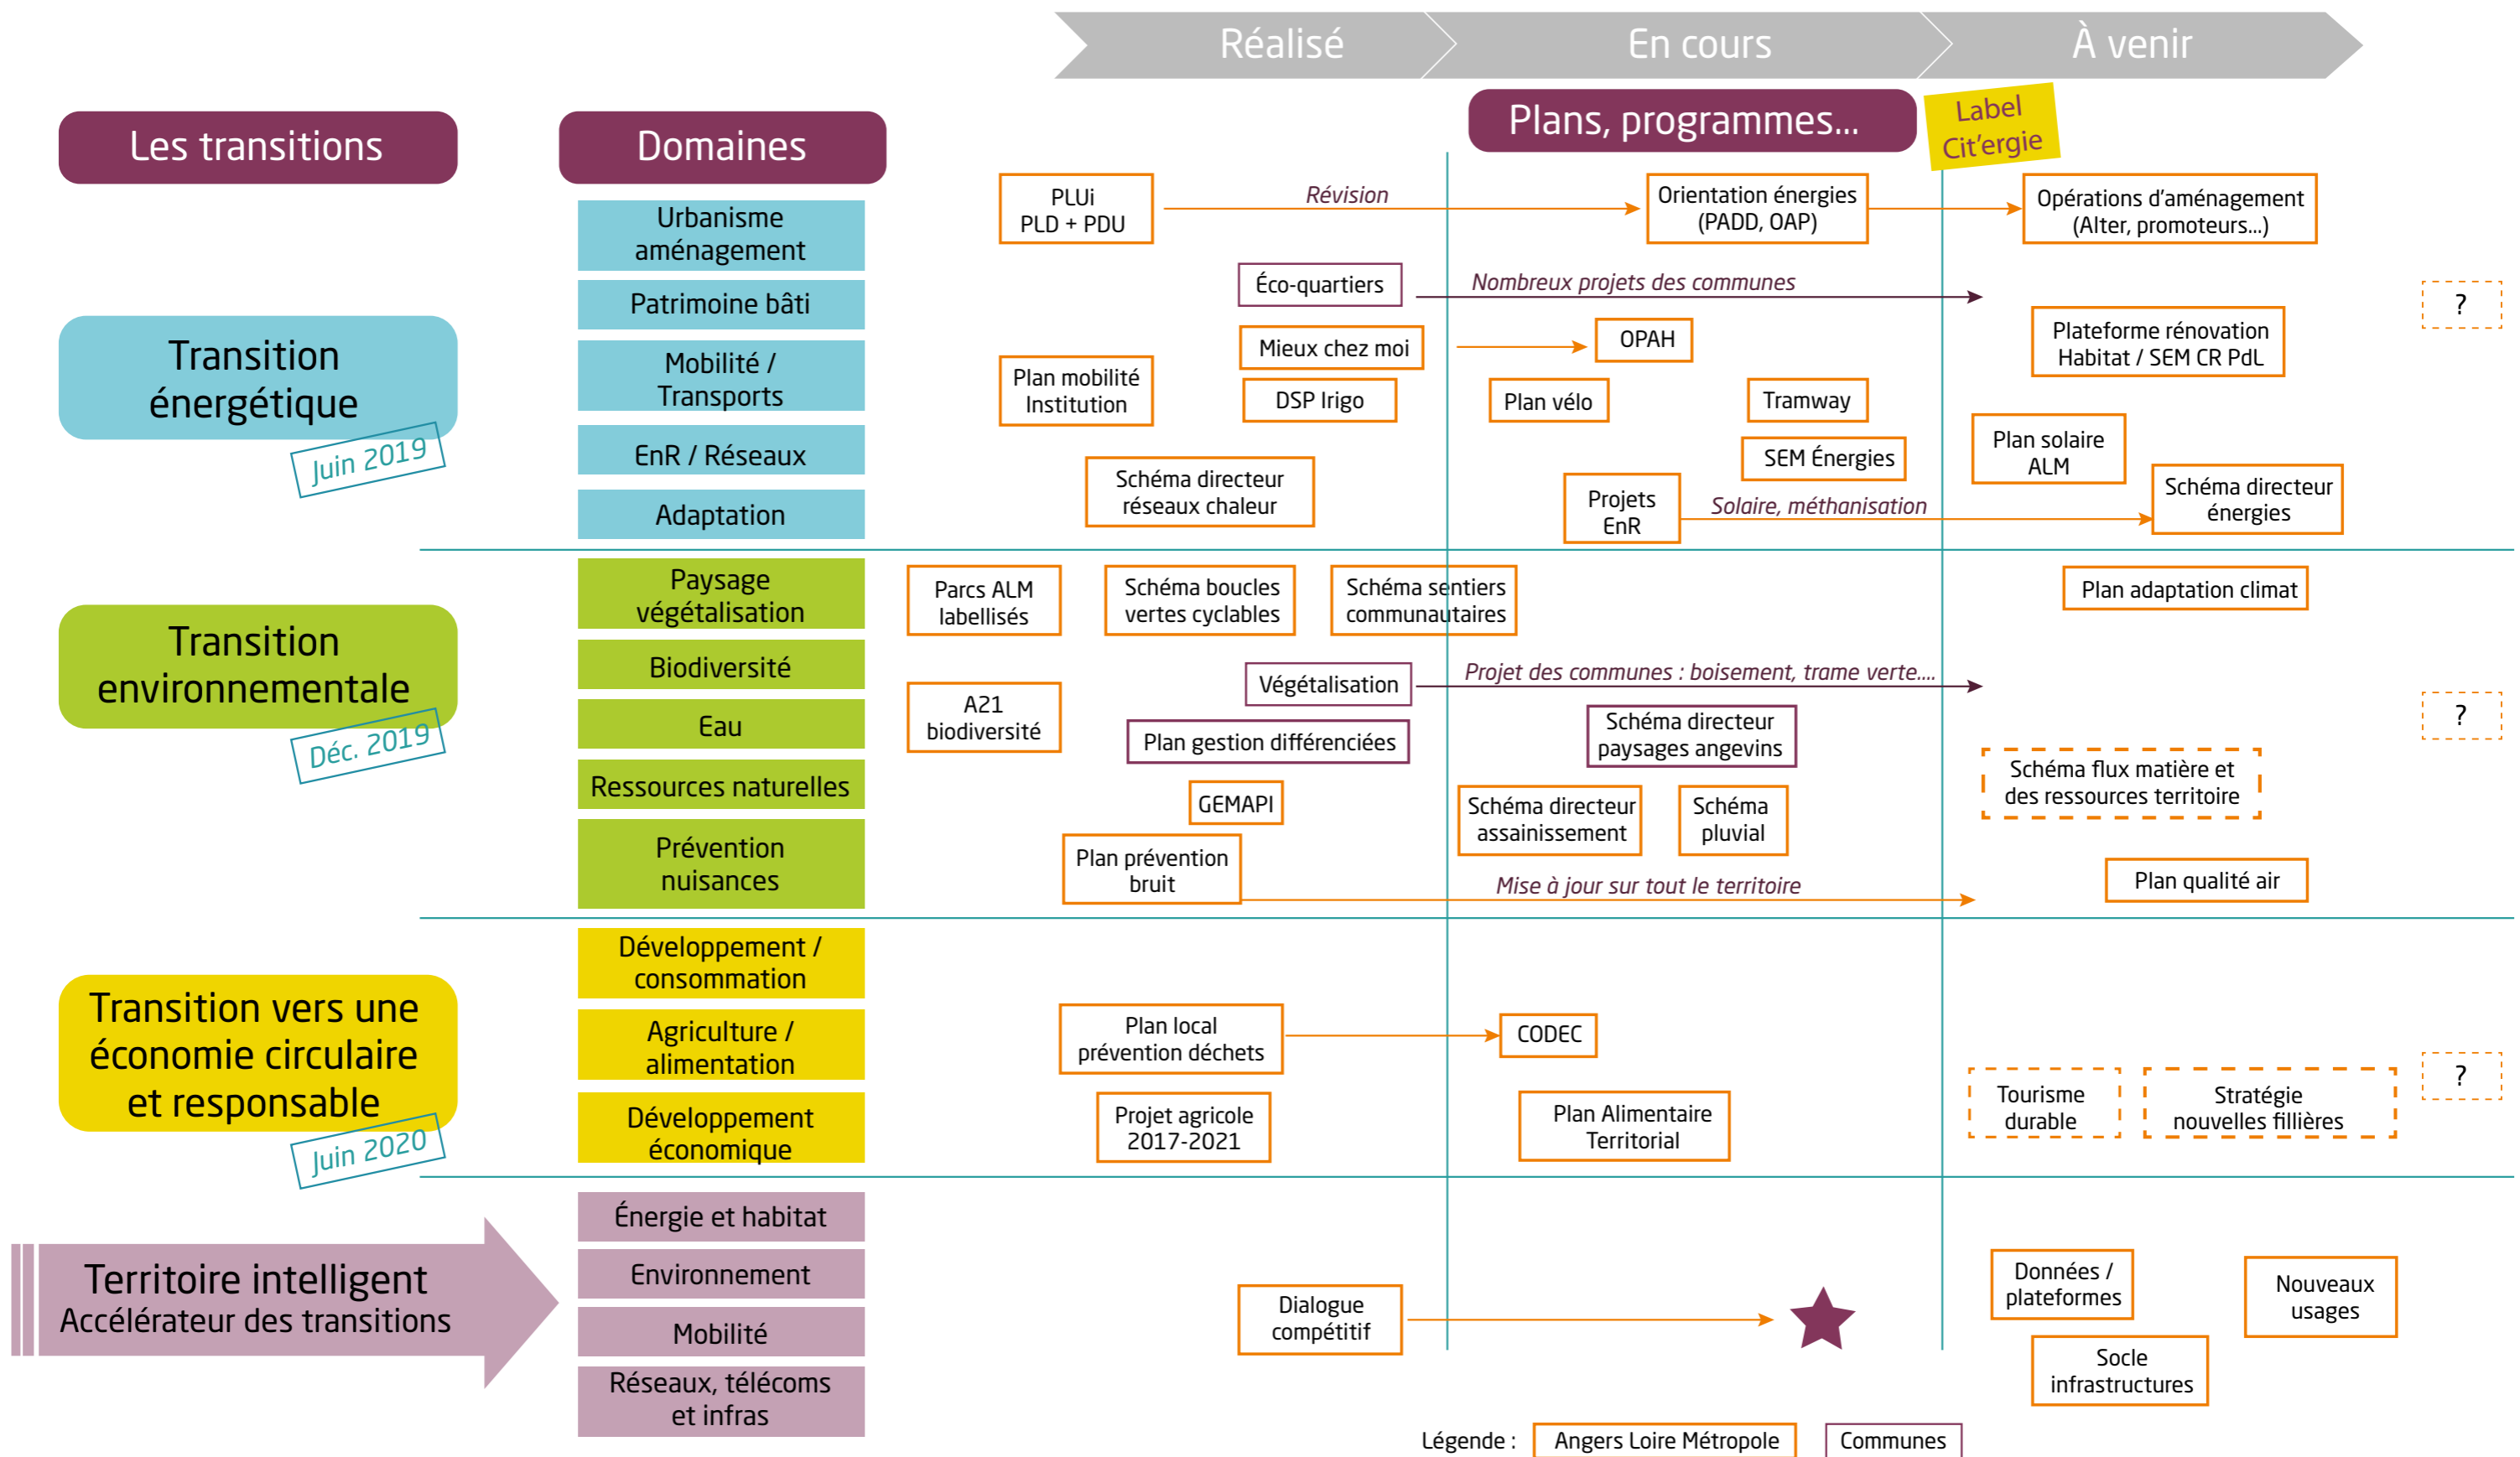 Réalisé
En cours
À venir
Les transitions
Domaines
Plans, programmes...
Label
Cit'ergie
Transition
énergétique
Juin 2019
Urbanisme
aménagement
Patrimoine bâti
Mobilité /
Transports
EnR / Réseaux
Adaptation
PLUi
PLD + PDU
Révision
Orientation énergies
(PADD, OAP)
Opérations d'aménagement
(Alter, promoteurs...)
Éco-quartiers
Nombreux projets des communes
?
Mieux chez moi
OPAH
Plateforme rénovation
Habitat / SEM CR PdL
Plan mobilité
Institution
DSP Irigo
Plan vélo
Tramway
SEM Énergies
Plan solaire
ALM
Schéma directeur
réseaux chaleur
Projets
EnR
Solaire, méthanisation
Schéma directeur
énergies
Transition
environnementale
Déc. 2019
Paysage
végétalisation
Biodiversité
Eau
Ressources naturelles
Prévention
nuisances
Parcs ALM
labellisés
Schéma boucles
vertes cyclables
Schéma sentiers
communautaires
Plan adaptation climat
Végétalisation
Projet des communes : boisement, trame verte....
A21
biodiversité
Plan gestion différenciées
Schéma directeur
paysages angevins
?
Schéma flux matière et
des ressources territoire
GEMAPI
Schéma directeur
assainissement
Schéma
pluvial
Plan prévention
bruit
Mise à jour sur tout le territoire
Plan qualité air
Transition vers une
économie circulaire
et responsable
Juin 2020
Développement /
consommation
Agriculture /
alimentation
Développement
économique
Plan local
prévention déchets
CODEC
Projet agricole
2017-2021
Plan Alimentaire
Territorial
Tourisme
durable
Stratégie
nouvelles fillières
?
Territoire intelligent
Accélérateur des transitions
Énergie et habitat
Environnement
Mobilité
Réseaux, télécoms
et infras
Dialogue
compétitif
Données /
plateformes
Nouveaux
usages
Socle
infrastructures
Légende :
Angers Loire Métropole
Communes